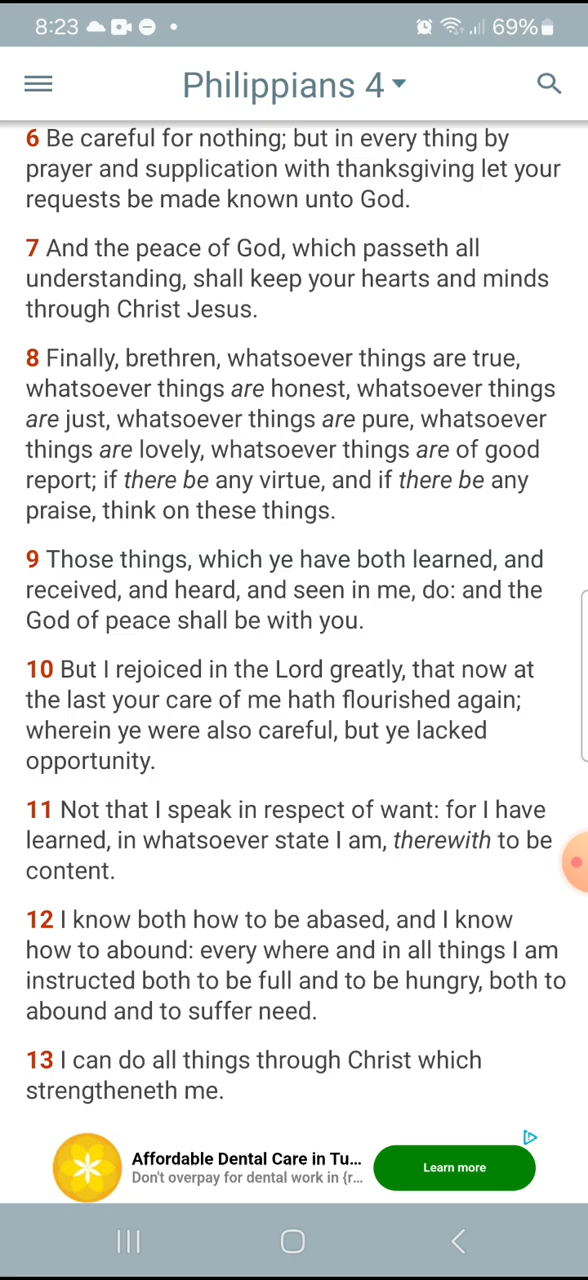 8:23
69%
Philippians 4
6 Be careful for nothing; but in every thing by
prayer and supplication with thanksgiving let your
requests be made known unto God.
7 And the peace of God, which passeth all
understanding, shall keep your hearts and minds
through Christ Jesus.
8 Finally, brethren, whatsoever things are true,
whatsoever things are honest, whatsoever things
are just, whatsoever things are pure, whatsoever
things are lovely, whatsoever things are of good
report; if there be any virtue, and if there be any
praise, think on these things.
9 Those things, which ye have both learned, and
received, and heard, and seen in me, do: and the
God of peace shall be with you.
10 But I rejoiced in the Lord greatly, that now at
the last your care of me hath flourished again;
wherein ye were also careful, but ye lacked
opportunity.
11 Not that I speak in respect of want: for I have
learned, in whatsoever state I am, therewith to be
content.
12 I know both how to be abased, and I know
how to abound: every where and in all things I am
instructed both to be full and to be hungry, both to
abound and to suffer need.
13 I can do all things through Christ which
strengtheneth me.
Affordable Dental Care in Tu...
Don't overpay for dental work in {r...
Learn more